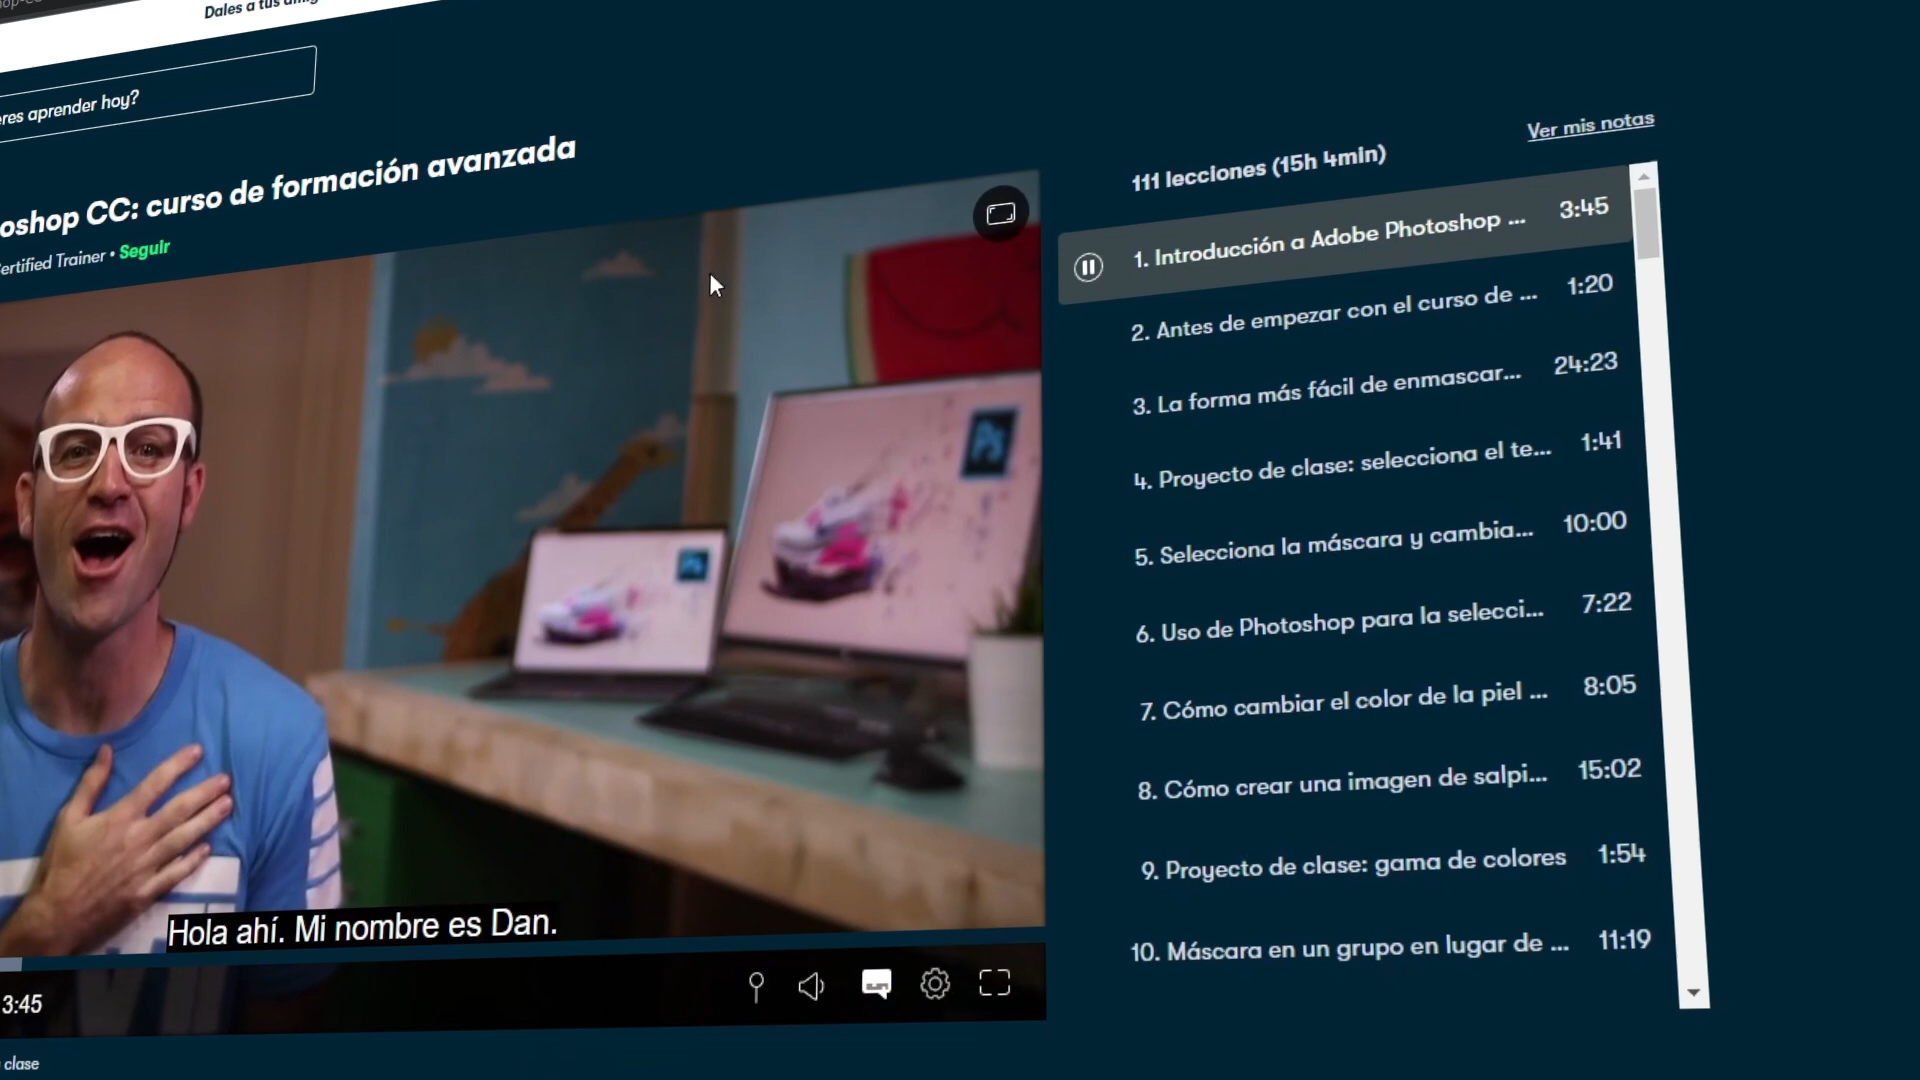 Dales a tus
eres aprender hoy?
oshop CC: curso de formación avanzada
ertified Trainer • Seguir
Ver mis notas
111 lecciones (15h 4min)
1. Introducción a Adobe Photoshop ... 3:45
2. Antes de empezar con el curso de ... 1:20
3. La forma más fácil de enmascar... 24:23
4. Proyecto de clase: selecciona el te... 1:41
5. Selecciona la máscara y cambia... 10:00
6. Uso de Photoshop para la selecci... 7:22
7. Cómo cambiar el color de la piel ... 8:05
8. Cómo crear una imagen de salpi... 15:02
9. Proyecto de clase: gama de colores 1:54
10. Máscara en un grupo en lugar de ... 11:19
Ps
Ps
Hola ahí. Mi nombre es Dan.
3:45
clase